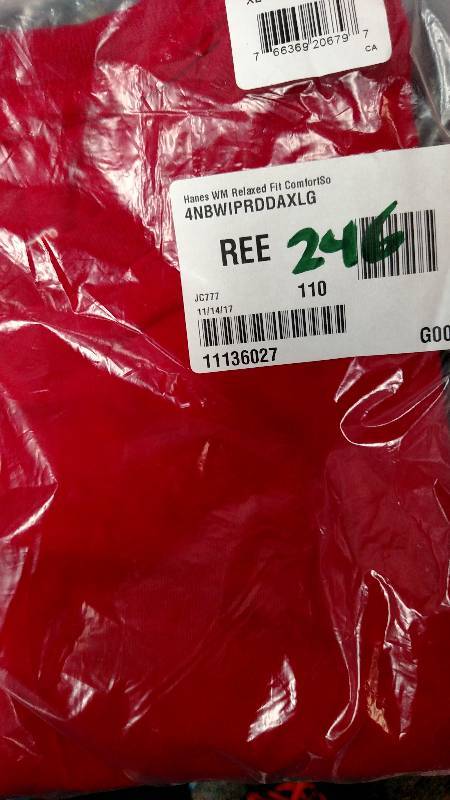 7 66369 20679 7
CA
Hanes WM Relaxed Fit ComfortSo
4NBWIPRDDAXLG
REE 246
JC777
110
11/14/17
11136027
G00